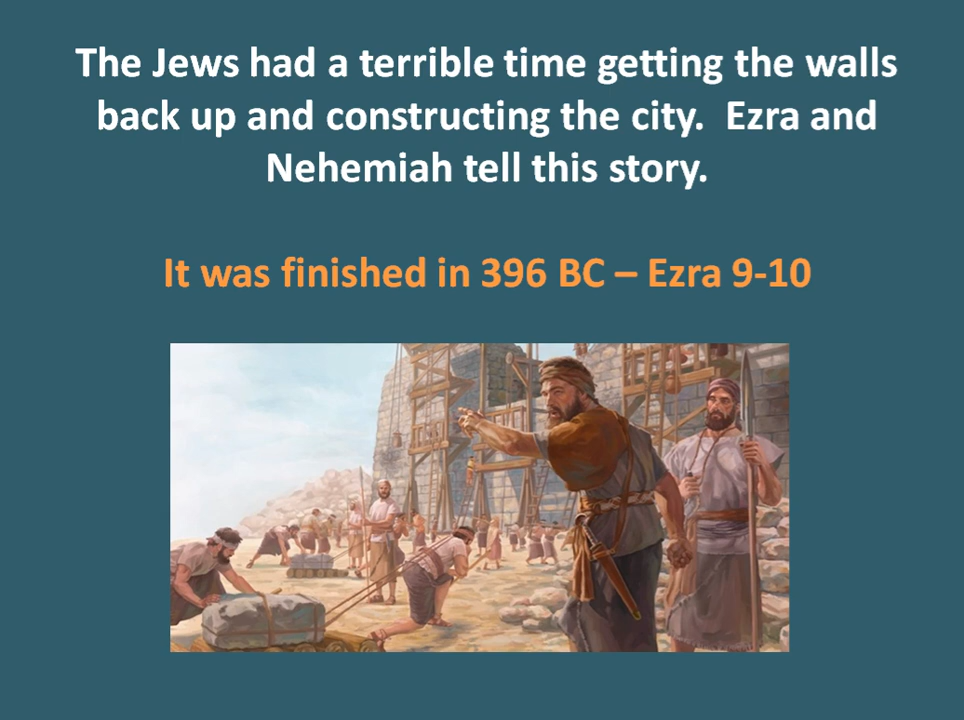 The Jews had a terrible time getting the walls
back up and constructing the city.  Ezra and
Nehemiah tell this story.
It was finished in 396 BC – Ezra 9-10